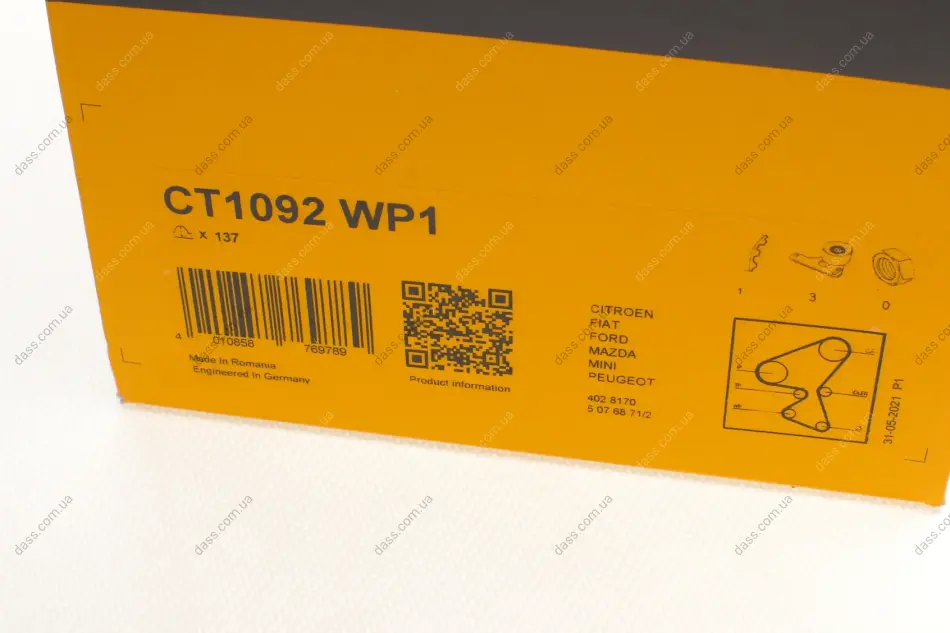 CT1092 WP1
x 137
4 010858 769789
Made in Romania
Engineered In Germany
Product information
CITROEN
FIAT
FORD
MAZDA
MINI
PEUGEOT
402 8170
5 07 68 71/2
1
3
0
31-05-2021 P1
dass.com.ua